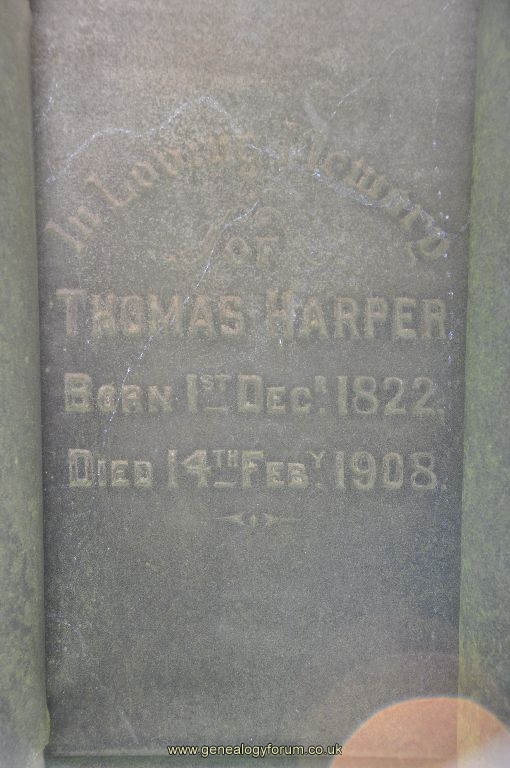 In Loving Memory
OF
THOMAS HARPER
BORN 1ST DECR. 1822.
DIED 14TH FEBY. 1908.
www.genealogyforum.co.uk